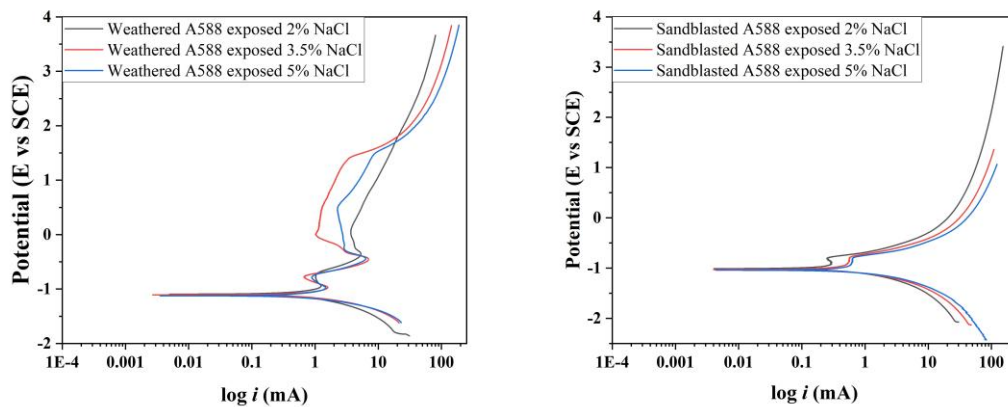 Weathered A588 exposed 2% NaCl
Weathered A588 exposed 3.5% NaCl
Weathered A588 exposed 5% NaCl
Potential (E vs SCE)
4
3
2
1
0
-1
-2
1E-4 0.001 0.01 0.1 1 10 100
log i (mA)
Sandblasted A588 exposed 2% NaCl
Sandblasted A588 exposed 3.5% NaCl
Sandblasted A588 exposed 5% NaCl
Potential (E vs SCE)
4
3
2
1
0
-1
-2
1E-4 0.001 0.01 0.1 1 10 100
log i (mA)